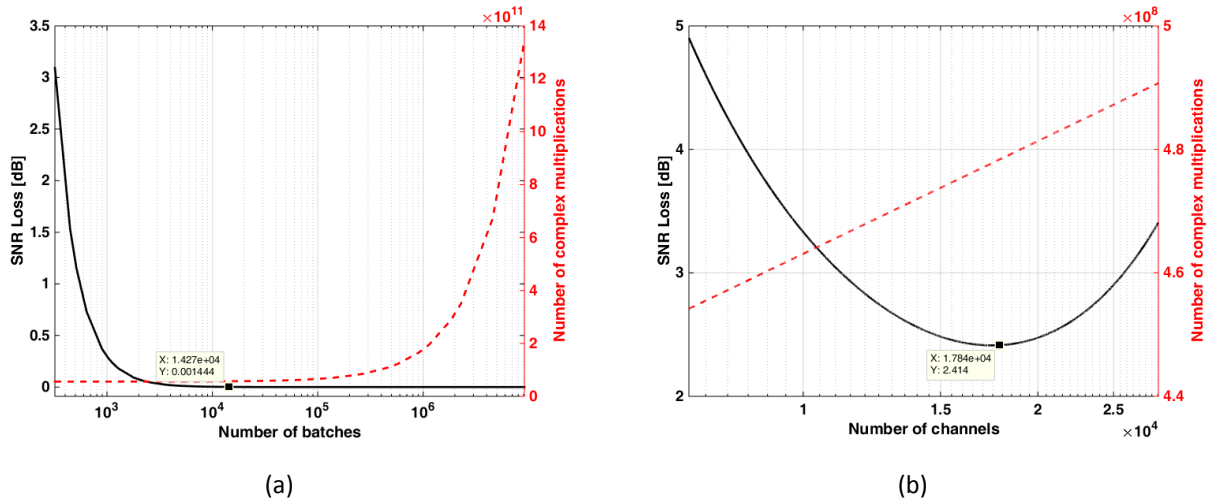 ×10^11
3.5
3
2.5
2
1.5
1
0.5
0
SNR Loss [dB]
14
12
10
8
6
4
2
0
Number of complex multiplications
X: 1.427e+04
Y: 0.001444
10^3
10^4
10^5
10^6
Number of batches
(a)
×10^8
5
4
3
2
SNR Loss [dB]
5
4.8
4.6
4.4
Number of complex multiplications
X: 1.784e+04
Y: 2.414
1
1.5
2
2.5
×10^4
Number of channels
(b)